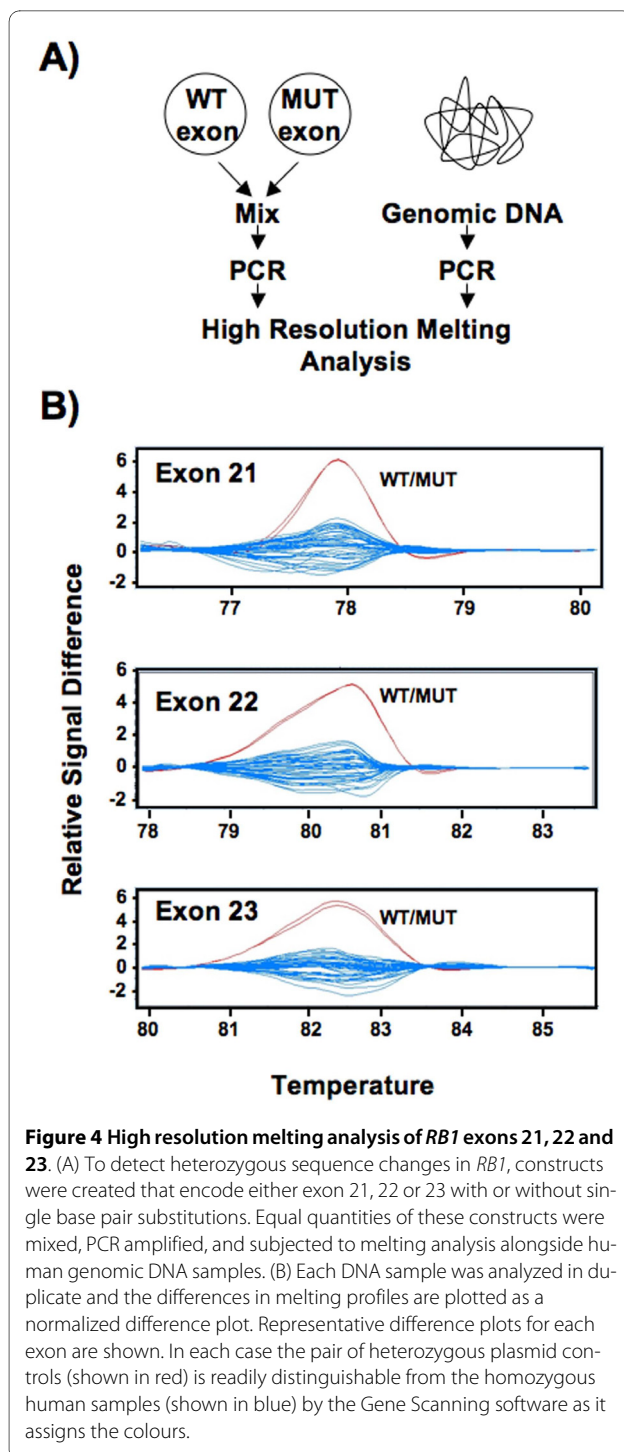 A)
WT exon
MUT exon
Mix
Genomic DNA
PCR
PCR
High Resolution Melting
Analysis
B)
Relative Signal Difference
Exon 21
WT/MUT
6
4
2
0
-2
77 78 79 80
Exon 22
WT/MUT
6
4
2
0
-2
78 79 80 81 82 83
Exon 23
WT/MUT
6
4
2
0
-2
80 81 82 83 84 85
Temperature
Figure 4 High resolution melting analysis of RB1 exons 21, 22 and
23. (A) To detect heterozygous sequence changes in RB1, constructs
were created that encode either exon 21, 22 or 23 with or without sin-
gle base pair substitutions. Equal quantities of these constructs were
mixed, PCR amplified, and subjected to melting analysis alongside hu-
man genomic DNA samples. (B) Each DNA sample was analyzed in du-
plicate and the differences in melting profiles are plotted as a
normalized difference plot. Representative difference plots for each
exon are shown. In each case the pair of heterozygous plasmid con-
trols (shown in red) is readily distinguishable from the homozygous
human samples (shown in blue) by the Gene Scanning software as it
assigns the colours.